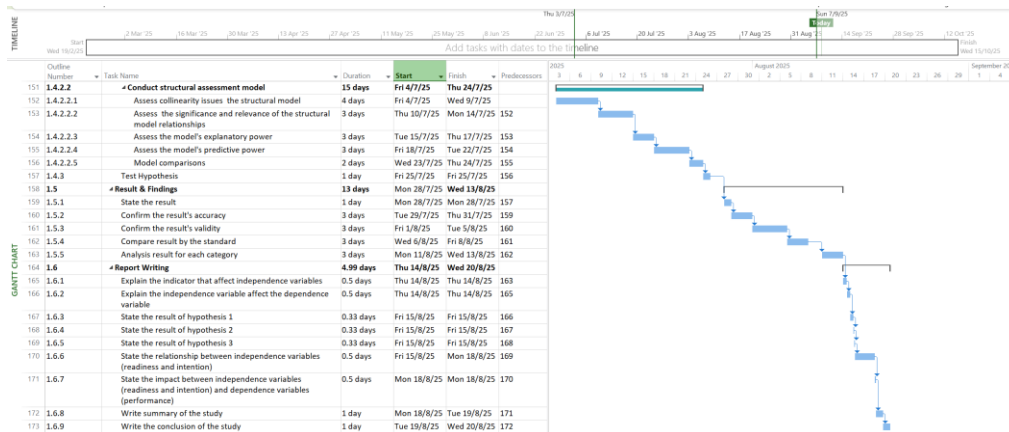 Thu 3/7/25 Sun 7/9/25
Today
TIMELINE
Start
Wed 19/2/25
2 Mar '25 16 Mar '25 30 Mar '25 13 Apr '25 27 Apr '25 11 May '25 25 May '25 8 Jun '25 22 Jun '25 6 Jul '25 20 Jul '25 3 Aug '25 17 Aug '25 31 Aug '25 14 Sep '25 28 Sep '25 12 Oct '25
Add tasks with dates to the timeline
Finish
Wed 15/10/25
GANTT CHART
Outline Number Task Name Duration Start Finish Predecessors
2025 August 2025 September 20
3 6 9 12 15 18 21 24 27 30 2 5 8 11 14 17 20 23 26 29 1 4
151 1.4.2.2 Conduct structural assessment model 15 days Fri 4/7/25 Thu 24/7/25
152 1.4.2.2.1 Assess collinearity issues the structural model 4 days Fri 4/7/25 Wed 9/7/25
153 1.4.2.2.2 Assess the significance and relevance of the structural 3 days Thu 10/7/25 Mon 14/7/25 152
model relationships
154 1.4.2.2.3 Assess the model's explanatory power 3 days Tue 15/7/25 Thu 17/7/25 153
155 1.4.2.2.4 Assess the model's predictive power 3 days Fri 18/7/25 Tue 22/7/25 154
156 1.4.2.2.5 Model comparisons 2 days Wed 23/7/25 Thu 24/7/25 155
157 1.4.3 Test Hypothesis 1 day Fri 25/7/25 Fri 25/7/25 156
158 1.5 Result & Findings 13 days Mon 28/7/25 Wed 13/8/25
159 1.5.1 State the result 1 day Mon 28/7/25 Mon 28/7/25 157
160 1.5.2 Confirm the result's accuracy 3 days Tue 29/7/25 Thu 31/7/25 159
161 1.5.3 Confirm the result's validity 3 days Fri 1/8/25 Tue 5/8/25 160
162 1.5.4 Compare result by the standard 3 days Wed 6/8/25 Fri 8/8/25 161
163 1.5.5 Analysis result for each category 3 days Mon 11/8/25 Wed 13/8/25 162
164 1.6 Report Writing 4.99 days Thu 14/8/25 Wed 20/8/25
165 1.6.1 Explain the indicator that affect independence variables 0.5 days Thu 14/8/25 Thu 14/8/25 163
166 1.6.2 Explain the independence variable affect the dependence 0.5 days Thu 14/8/25 Thu 14/8/25 165
variable
167 1.6.3 State the result of hypothesis 1 0.33 days Fri 15/8/25 Fri 15/8/25 166
168 1.6.4 State the result of hypothesis 2 0.33 days Fri 15/8/25 Fri 15/8/25 167
169 1.6.5 State the result of hypothesis 3 0.33 days Fri 15/8/25 Fri 15/8/25 168
170 1.6.6 State the relationship between independence variables 0.5 days Fri 15/8/25 Mon 18/8/25 169
(readiness and intention)
171 1.6.7 State the impact between independence variables 0.5 days Mon 18/8/25 Mon 18/8/25 170
(readiness and intention) and dependence variables
(performance)
172 1.6.8 Write summary of the study 1 day Mon 18/8/25 Tue 19/8/25 171
173 1.6.9 Write the conclusion of the study 1 day Tue 19/8/25 Wed 20/8/25 172